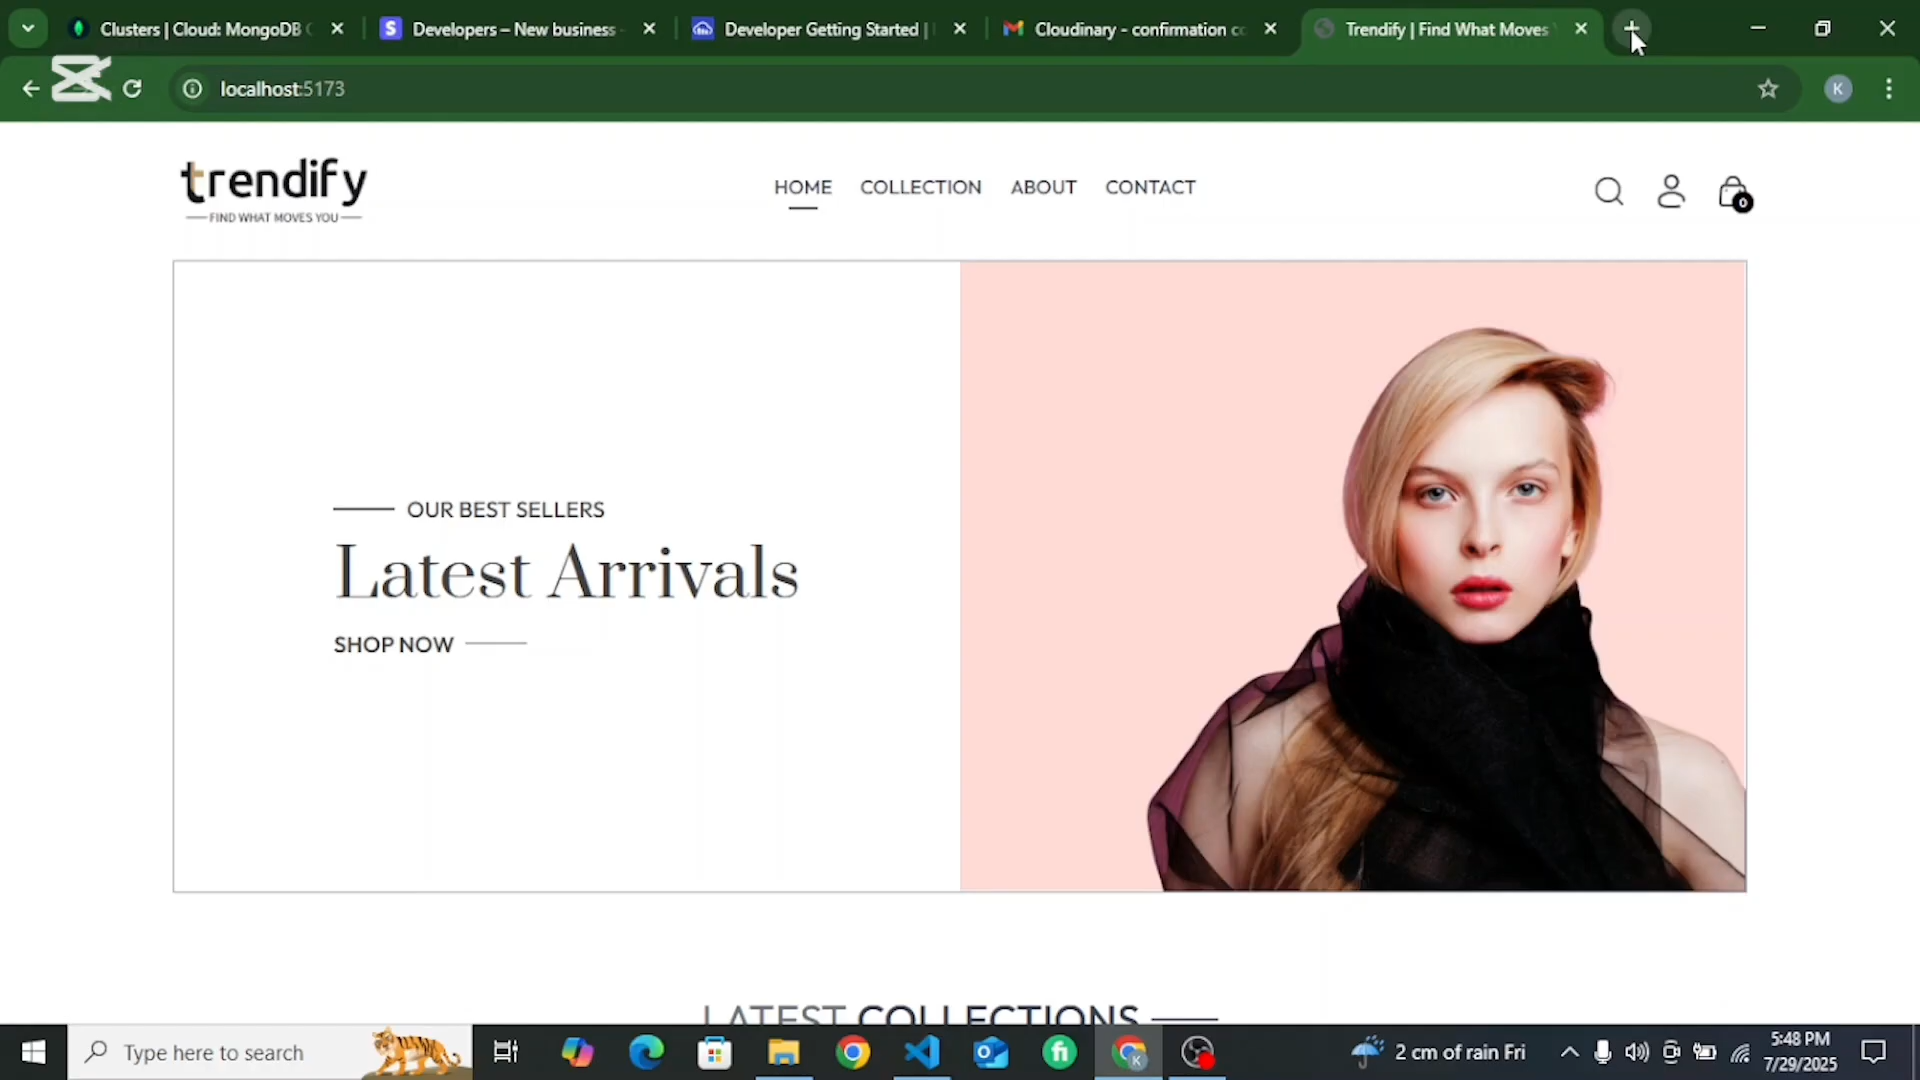 Clusters | Cloud: MongoDB
Developers – New business
Developer Getting Started |
Cloudinary - confirmation co
Trendify | Find What Moves
localhost:5173
K
trendify
FIND WHAT MOVES YOU
HOME
COLLECTION
ABOUT
CONTACT
0
OUR BEST SELLERS
Latest Arrivals
SHOP NOW
LATEST COLLECTIONS
Type here to search
2 cm of rain Fri
5:48 PM
7/29/2025